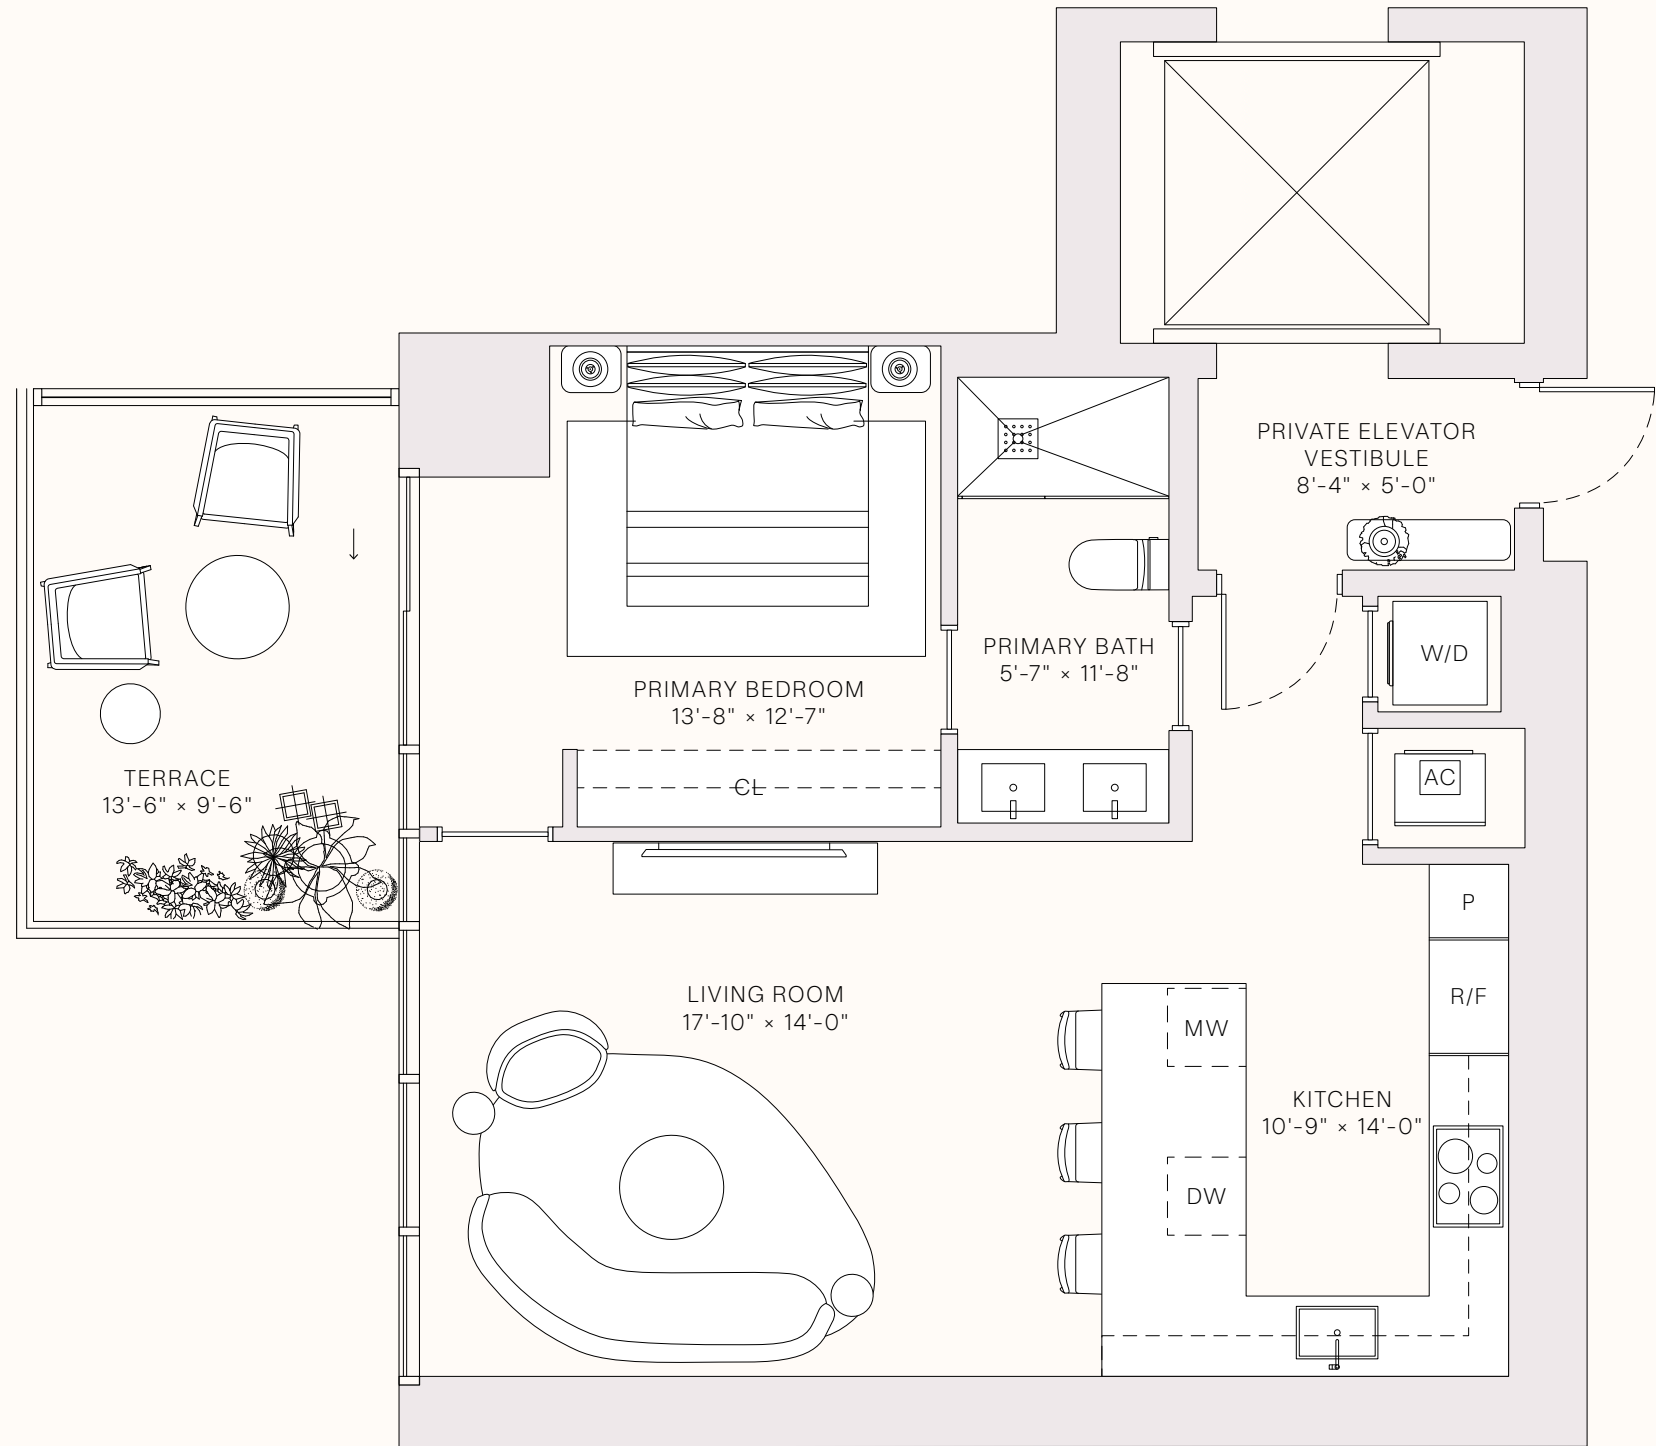 PRIVATE ELEVATOR
VESTIBULE
8'-4" × 5'-0"
W/D
PRIMARY BATH
5'-7" × 11'-8"
PRIMARY BEDROOM
13'-8" × 12'-7"
TERRACE
13'-6" × 9'-6"
CL
AC
P
LIVING ROOM
17'-10" × 14'-0"
R/F
MW
KITCHEN
10'-9" × 14'-0"
DW